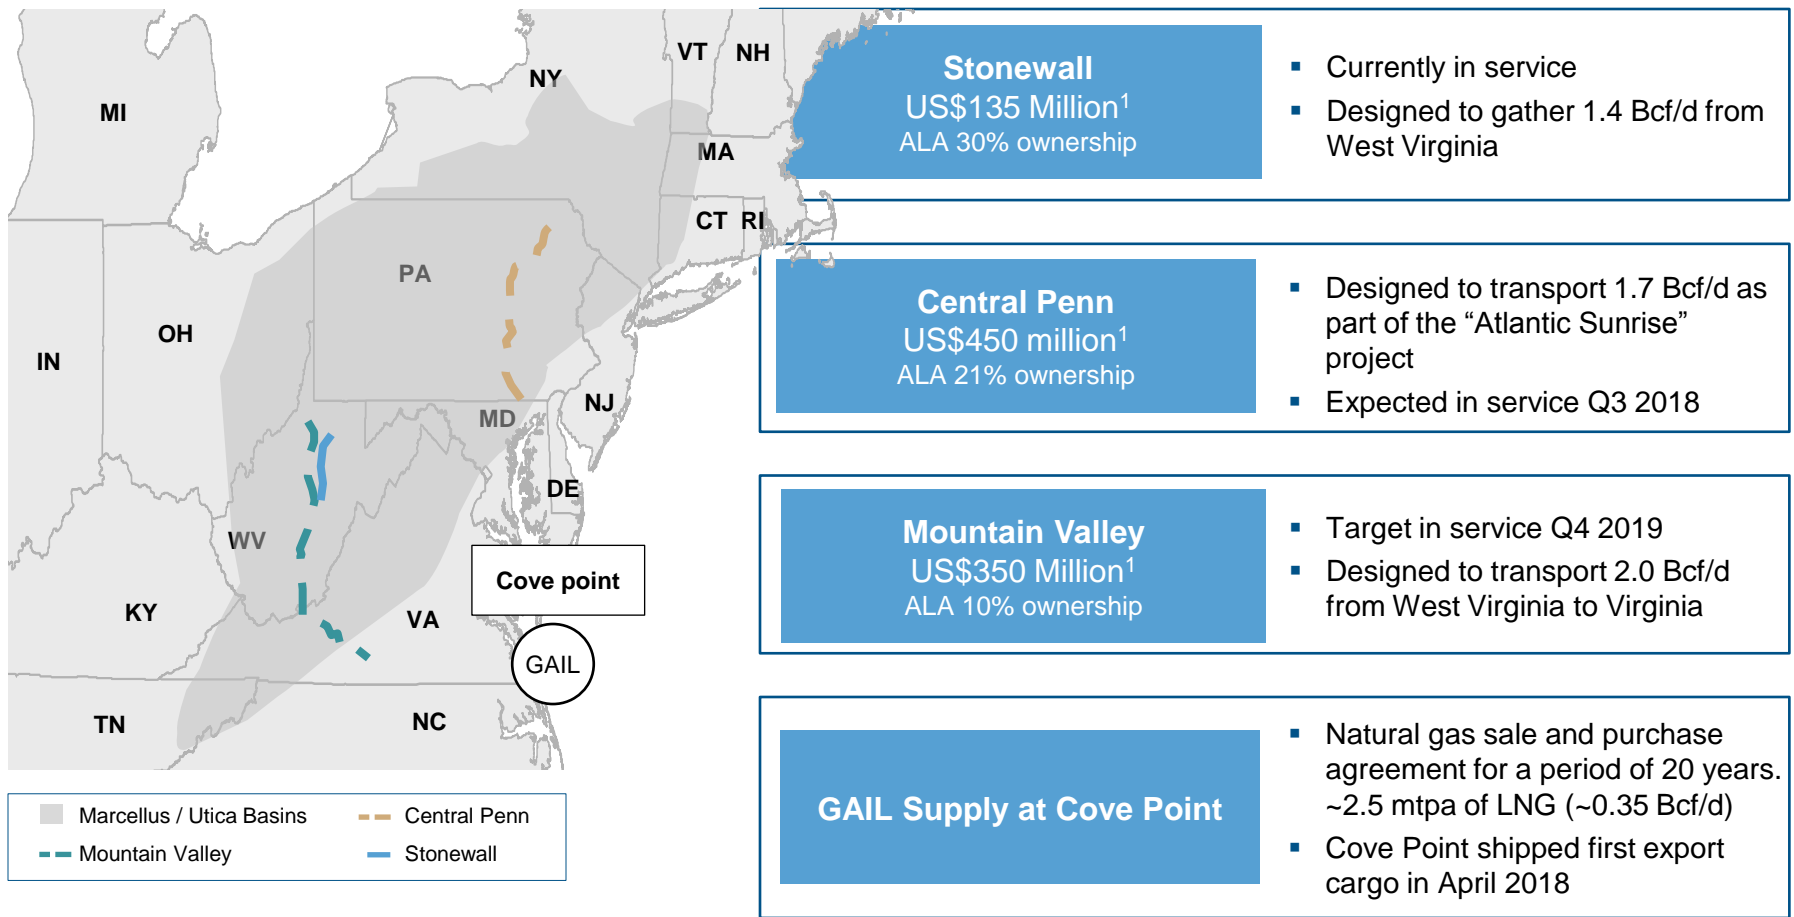 MI
NY
VT
NH
MA
CT
RI
PA
OH
IN
NJ
MD
DE
WV
KY
VA
TN
NC
Cove point
GAIL
Marcellus / Utica Basins
Central Penn
Mountain Valley
Stonewall
Stonewall
US$135 Million¹
ALA 30% ownership
▪ Currently in service
▪ Designed to gather 1.4 Bcf/d from
West Virginia
Central Penn
US$450 million¹
ALA 21% ownership
▪ Designed to transport 1.7 Bcf/d as
part of the “Atlantic Sunrise”
project
▪ Expected in service Q3 2018
Mountain Valley
US$350 Million¹
ALA 10% ownership
▪ Target in service Q4 2019
▪ Designed to transport 2.0 Bcf/d
from West Virginia to Virginia
GAIL Supply at Cove Point
▪ Natural gas sale and purchase
agreement for a period of 20 years.
~2.5 mtpa of LNG (~0.35 Bcf/d)
▪ Cove Point shipped first export
cargo in April 2018